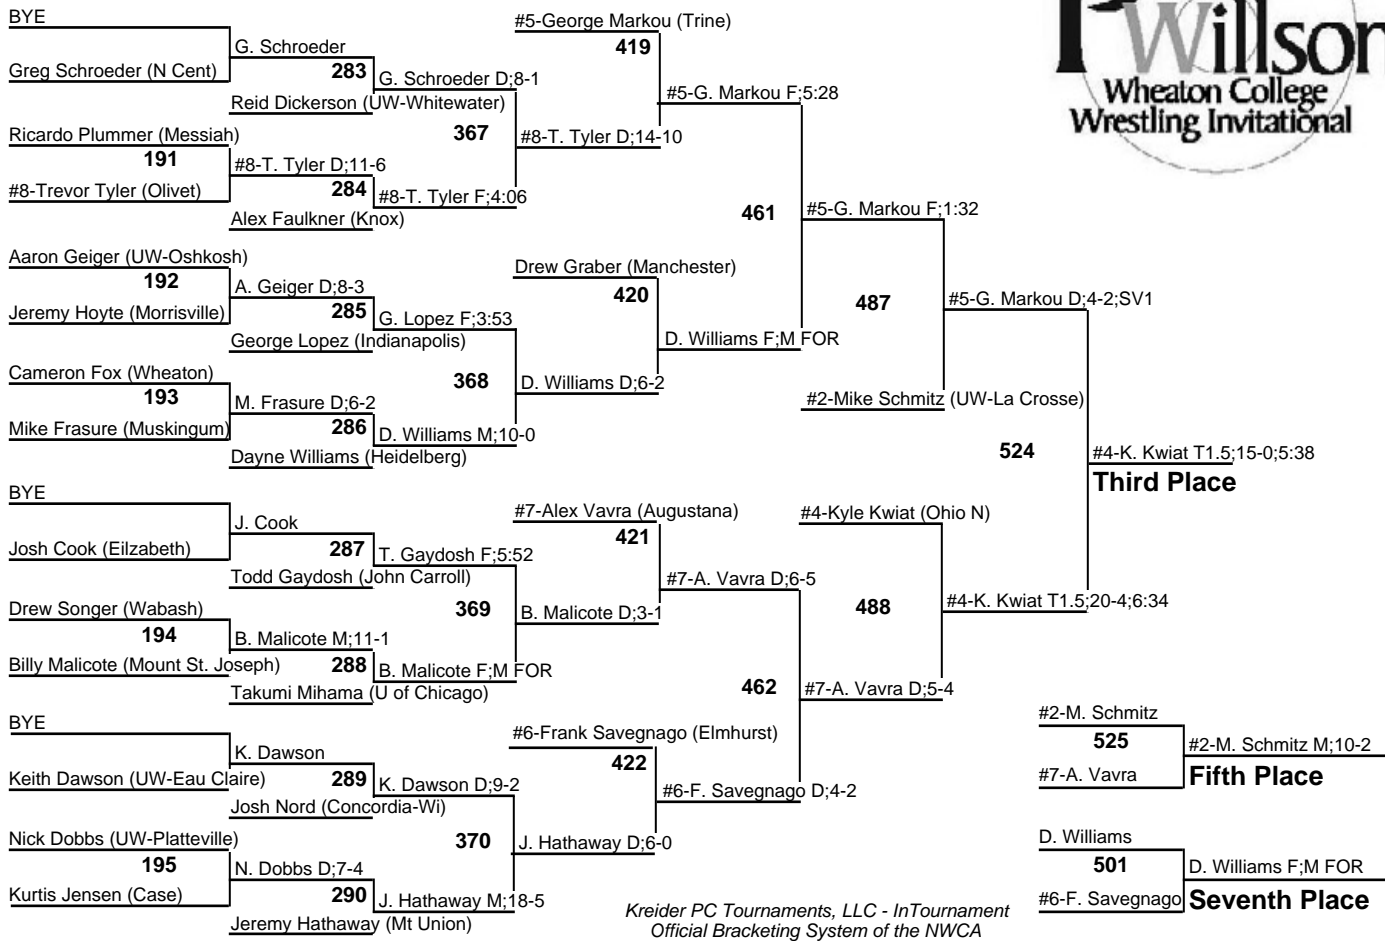 BYE
Greg Schroeder (N Cent)
G. Schroeder
283
Reid Dickerson (UW-Whitewater)
G. Schroeder D;8-1
Ricardo Plummer (Messiah)
191
#8-Trevor Tyler (Olivet)
#8-T. Tyler D;11-6
284
Alex Faulkner (Knox)
#8-T. Tyler F;4:06
367
#8-T. Tyler D;14-10
#5-George Markou (Trine)
419
#5-G. Markou F;5:28
Aaron Geiger (UW-Oshkosh)
192
Jeremy Hoyte (Morrisville)
A. Geiger D;8-3
285
George Lopez (Indianapolis)
G. Lopez F;3:53
Cameron Fox (Wheaton)
193
Mike Frasure (Muskingum)
M. Frasure D;6-2
286
Dayne Williams (Heidelberg)
D. Williams M;10-0
368
D. Williams D;6-2
Drew Graber (Manchester)
420
D. Williams F;M FOR
461
#5-G. Markou F;1:32
487
#2-Mike Schmitz (UW-La Crosse)
#5-G. Markou D;4-2;SV1
BYE
Josh Cook (Eilzabeth)
J. Cook
287
Todd Gaydosh (John Carroll)
T. Gaydosh F;5:52
Drew Songer (Wabash)
194
Billy Malicote (Mount St. Joseph)
B. Malicote M;11-1
288
Takumi Mihama (U of Chicago)
B. Malicote F;M FOR
369
B. Malicote D;3-1
#7-Alex Vavra (Augustana)
421
#7-A. Vavra D;6-5
BYE
Keith Dawson (UW-Eau Claire)
K. Dawson
289
Josh Nord (Concordia-Wi)
K. Dawson D;9-2
Nick Dobbs (UW-Platteville)
195
Kurtis Jensen (Case)
N. Dobbs D;7-4
290
Jeremy Hathaway (Mt Union)
J. Hathaway M;18-5
370
J. Hathaway D;6-0
#6-Frank Savegnago (Elmhurst)
422
#6-F. Savegnago D;4-2
462
#7-A. Vavra D;5-4
#4-Kyle Kwiat (Ohio N)
488
#4-K. Kwiat T1.5;20-4;6:34
524
#4-K. Kwiat T1.5;15-0;5:38
Third Place
#2-M. Schmitz
525
#7-A. Vavra
#2-M. Schmitz M;10-2
Fifth Place
D. Williams
501
#6-F. Savegnago
D. Williams F;M FOR
Seventh Place
Willson
Wheaton College
Wrestling Invitational
Kreider PC Tournaments, LLC - InTournament
Official Bracketing System of the NWCA